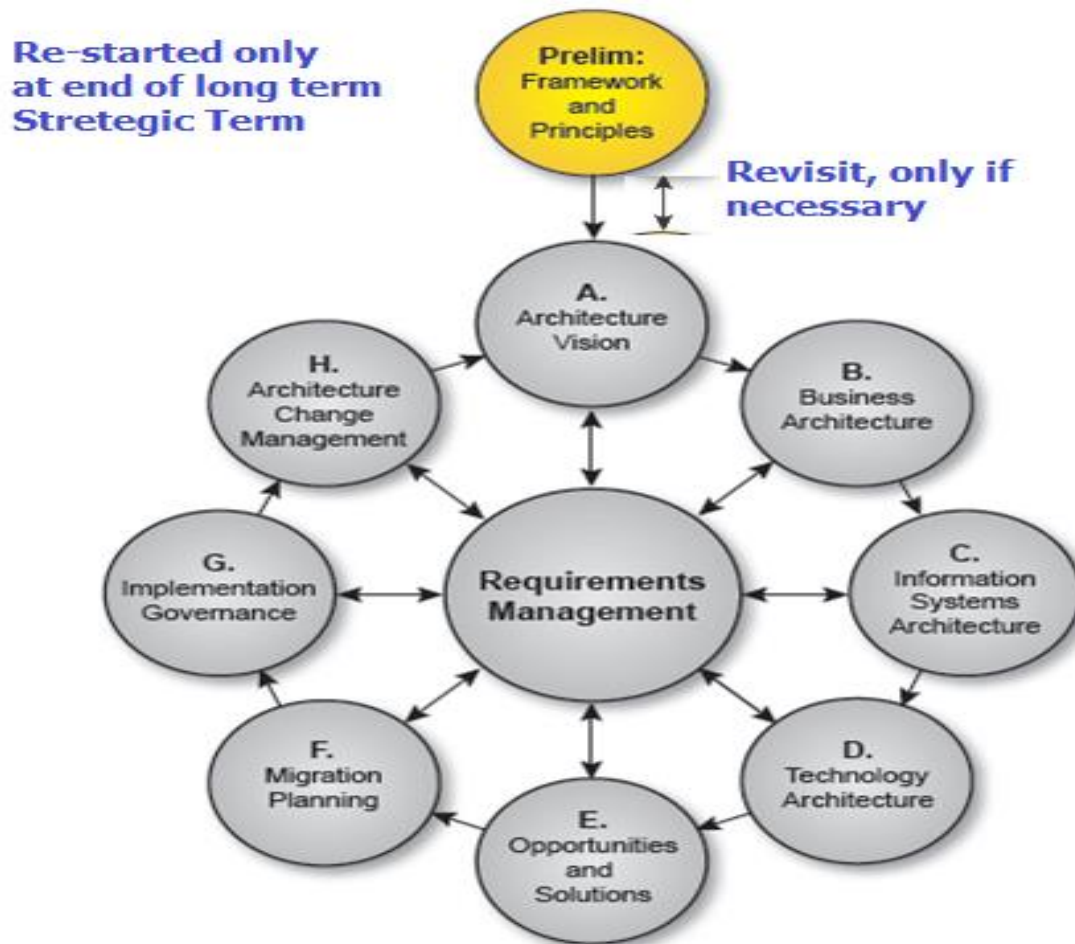 Re-started only
at end of long term
Stretegic Term
Prelim:
Framework
and
Principles
Revisit, only if
necessary
A.
Architecture
Vision
B.
Business
Architecture
C.
Information
Systems
Architecture
D.
Technology
Architecture
E.
Opportunities
and
Solutions
F.
Migration
Planning
G.
Implementation
Governance
H.
Architecture
Change
Management
Requirements
Management